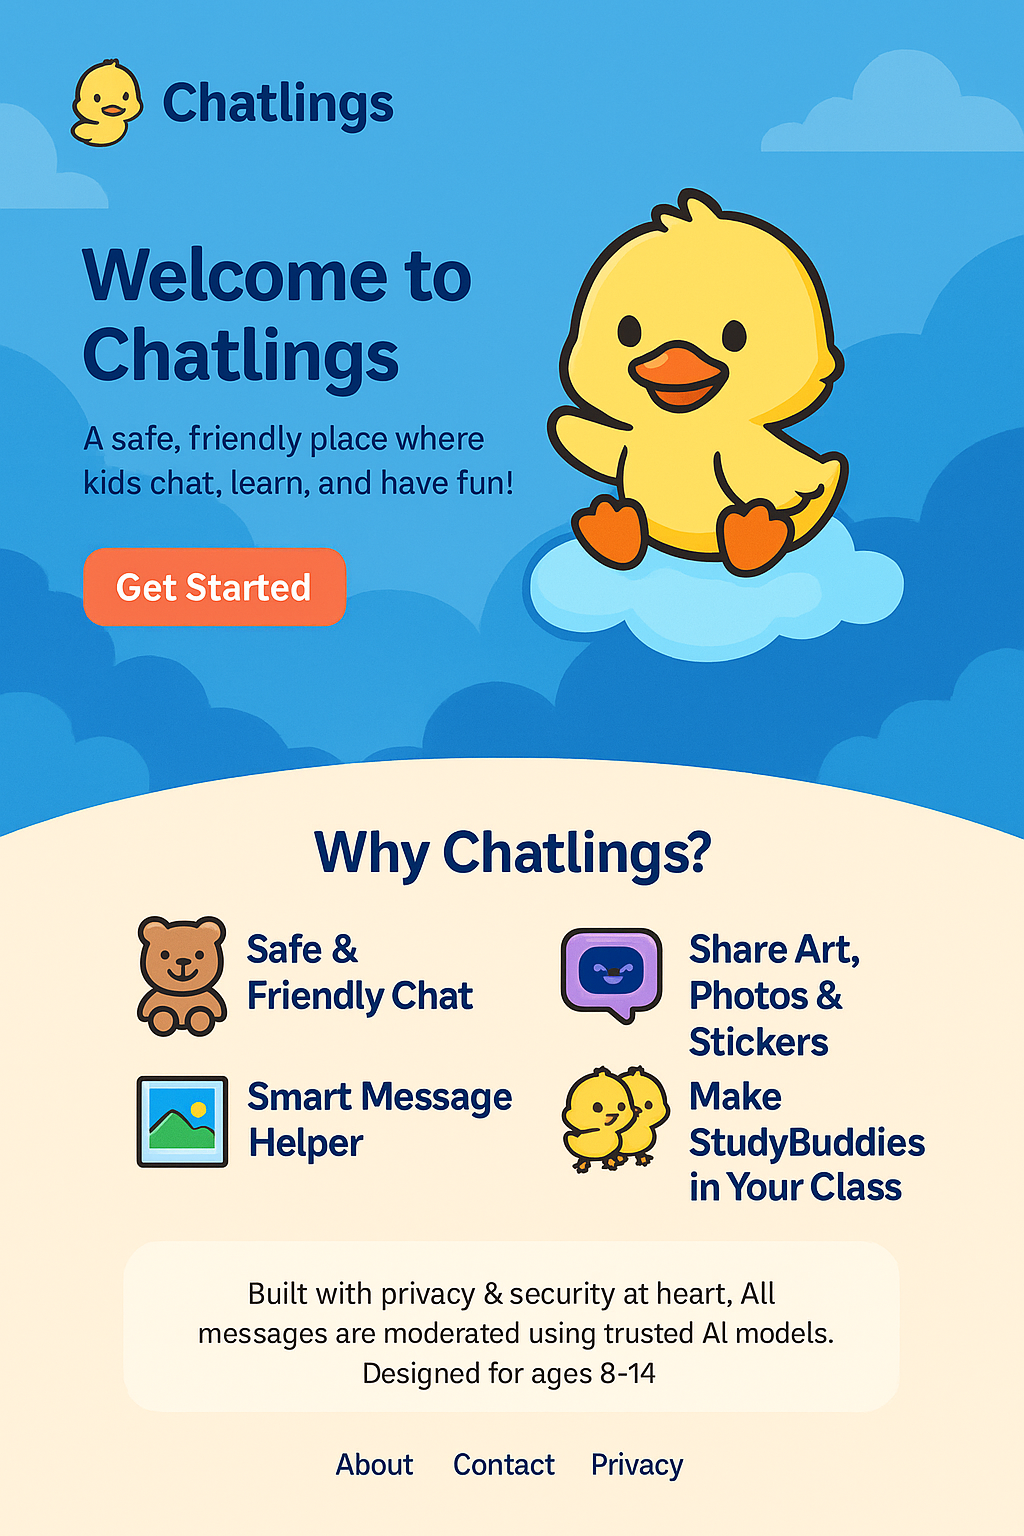 Chatlings
Welcome to
Chatlings
A safe, friendly place where
kids chat, learn, and have fun!
Get Started
Why Chatlings?
Safe &
Friendly Chat
Share Art,
Photos &
Stickers
Smart Message
Helper
Make
StudyBuddies
in Your Class
Built with privacy & security at heart, All
messages are moderated using trusted AI models.
Designed for ages 8-14
About Contact Privacy